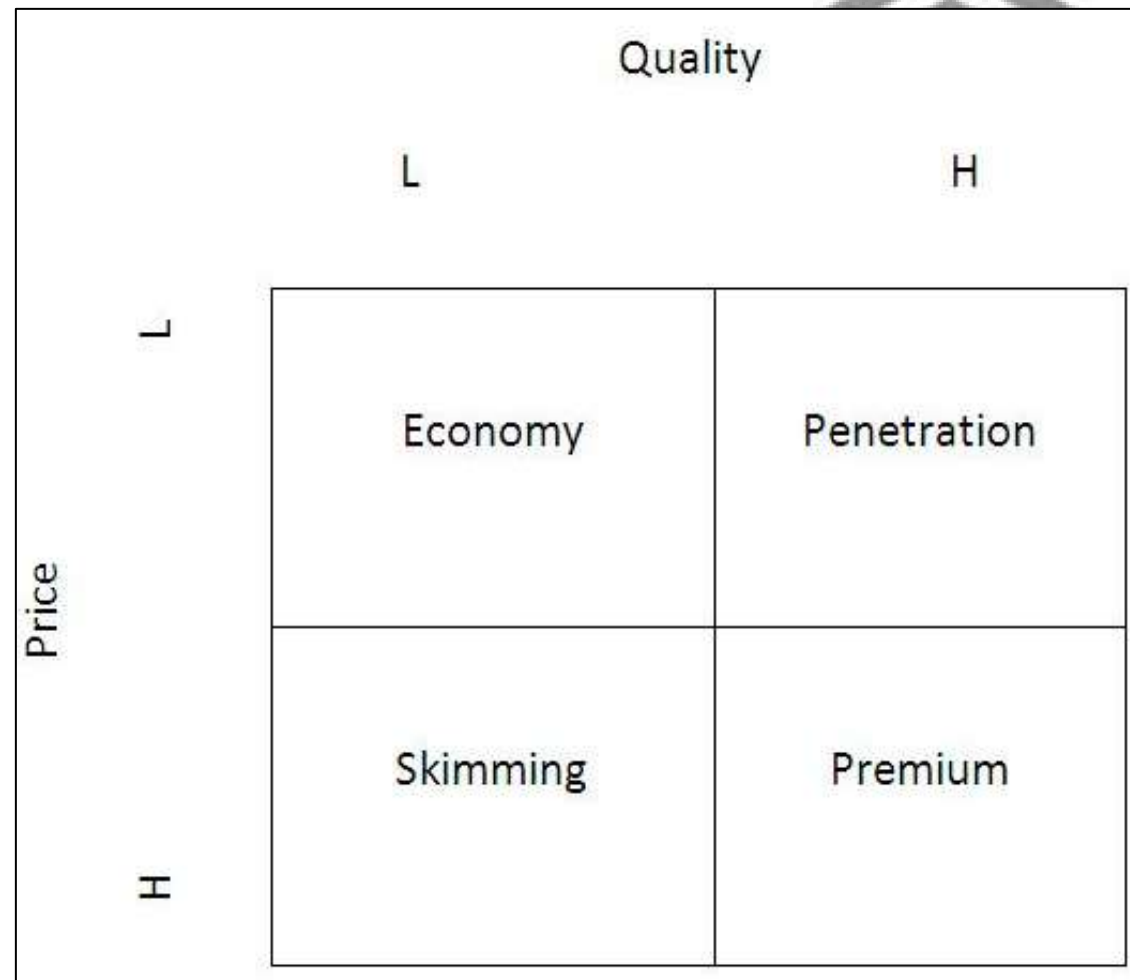 Quality
L H
L
Economy Penetration
Price
Skimming Premium
H